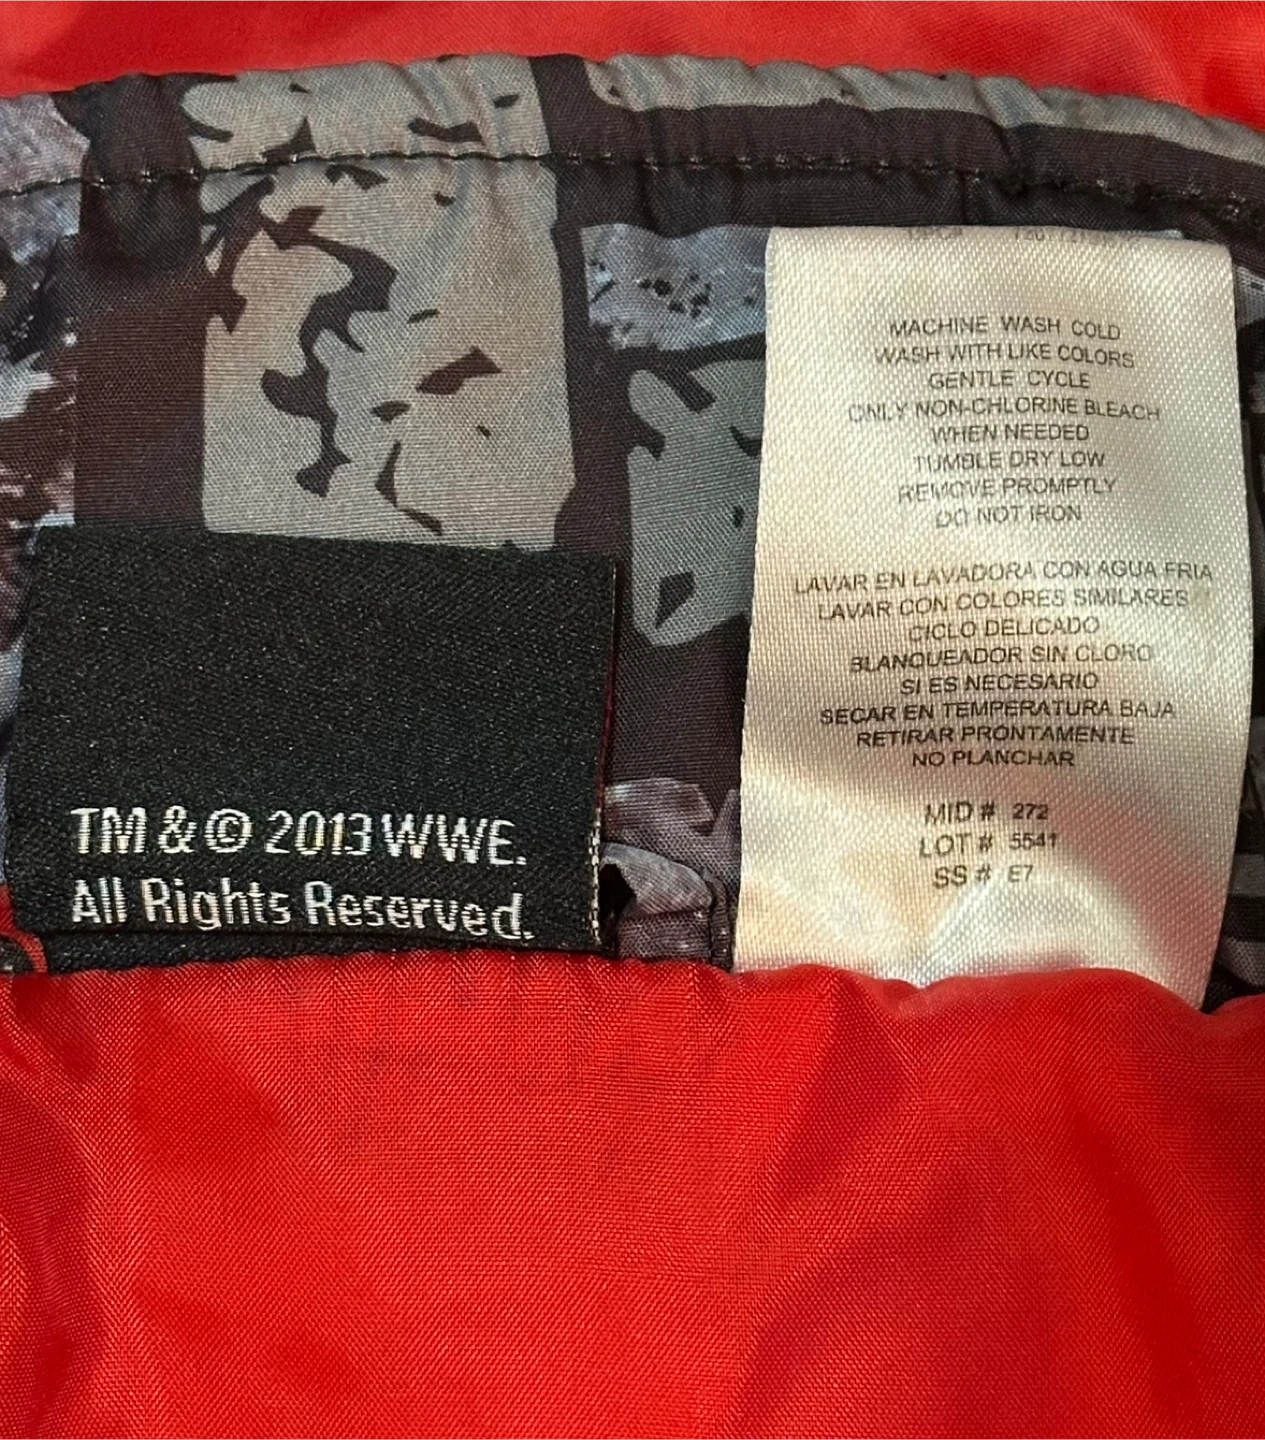 TM & © 2013 WWE.
All Rights Reserved.
MACHINE WASH COLD
WASH WITH LIKE COLORS
GENTLE CYCLE
ONLY NON-CHLORINE BLEACH
WHEN NEEDED
TUMBLE DRY LOW
REMOVE PROMPTLY
DO NOT IRON
LAVAR EN LAVADORA CON AGUA FRIA
LAVAR CON COLORES SIMILARES
CICLO DELICADO
BLANQUEADOR SIN CLORO
SI ES NECESARIO
SECAR EN TEMPERATURA BAJA
RETIRAR PRONTAMENTE
NO PLANCHAR
MID # 272
LOT # 5541
SS # E7